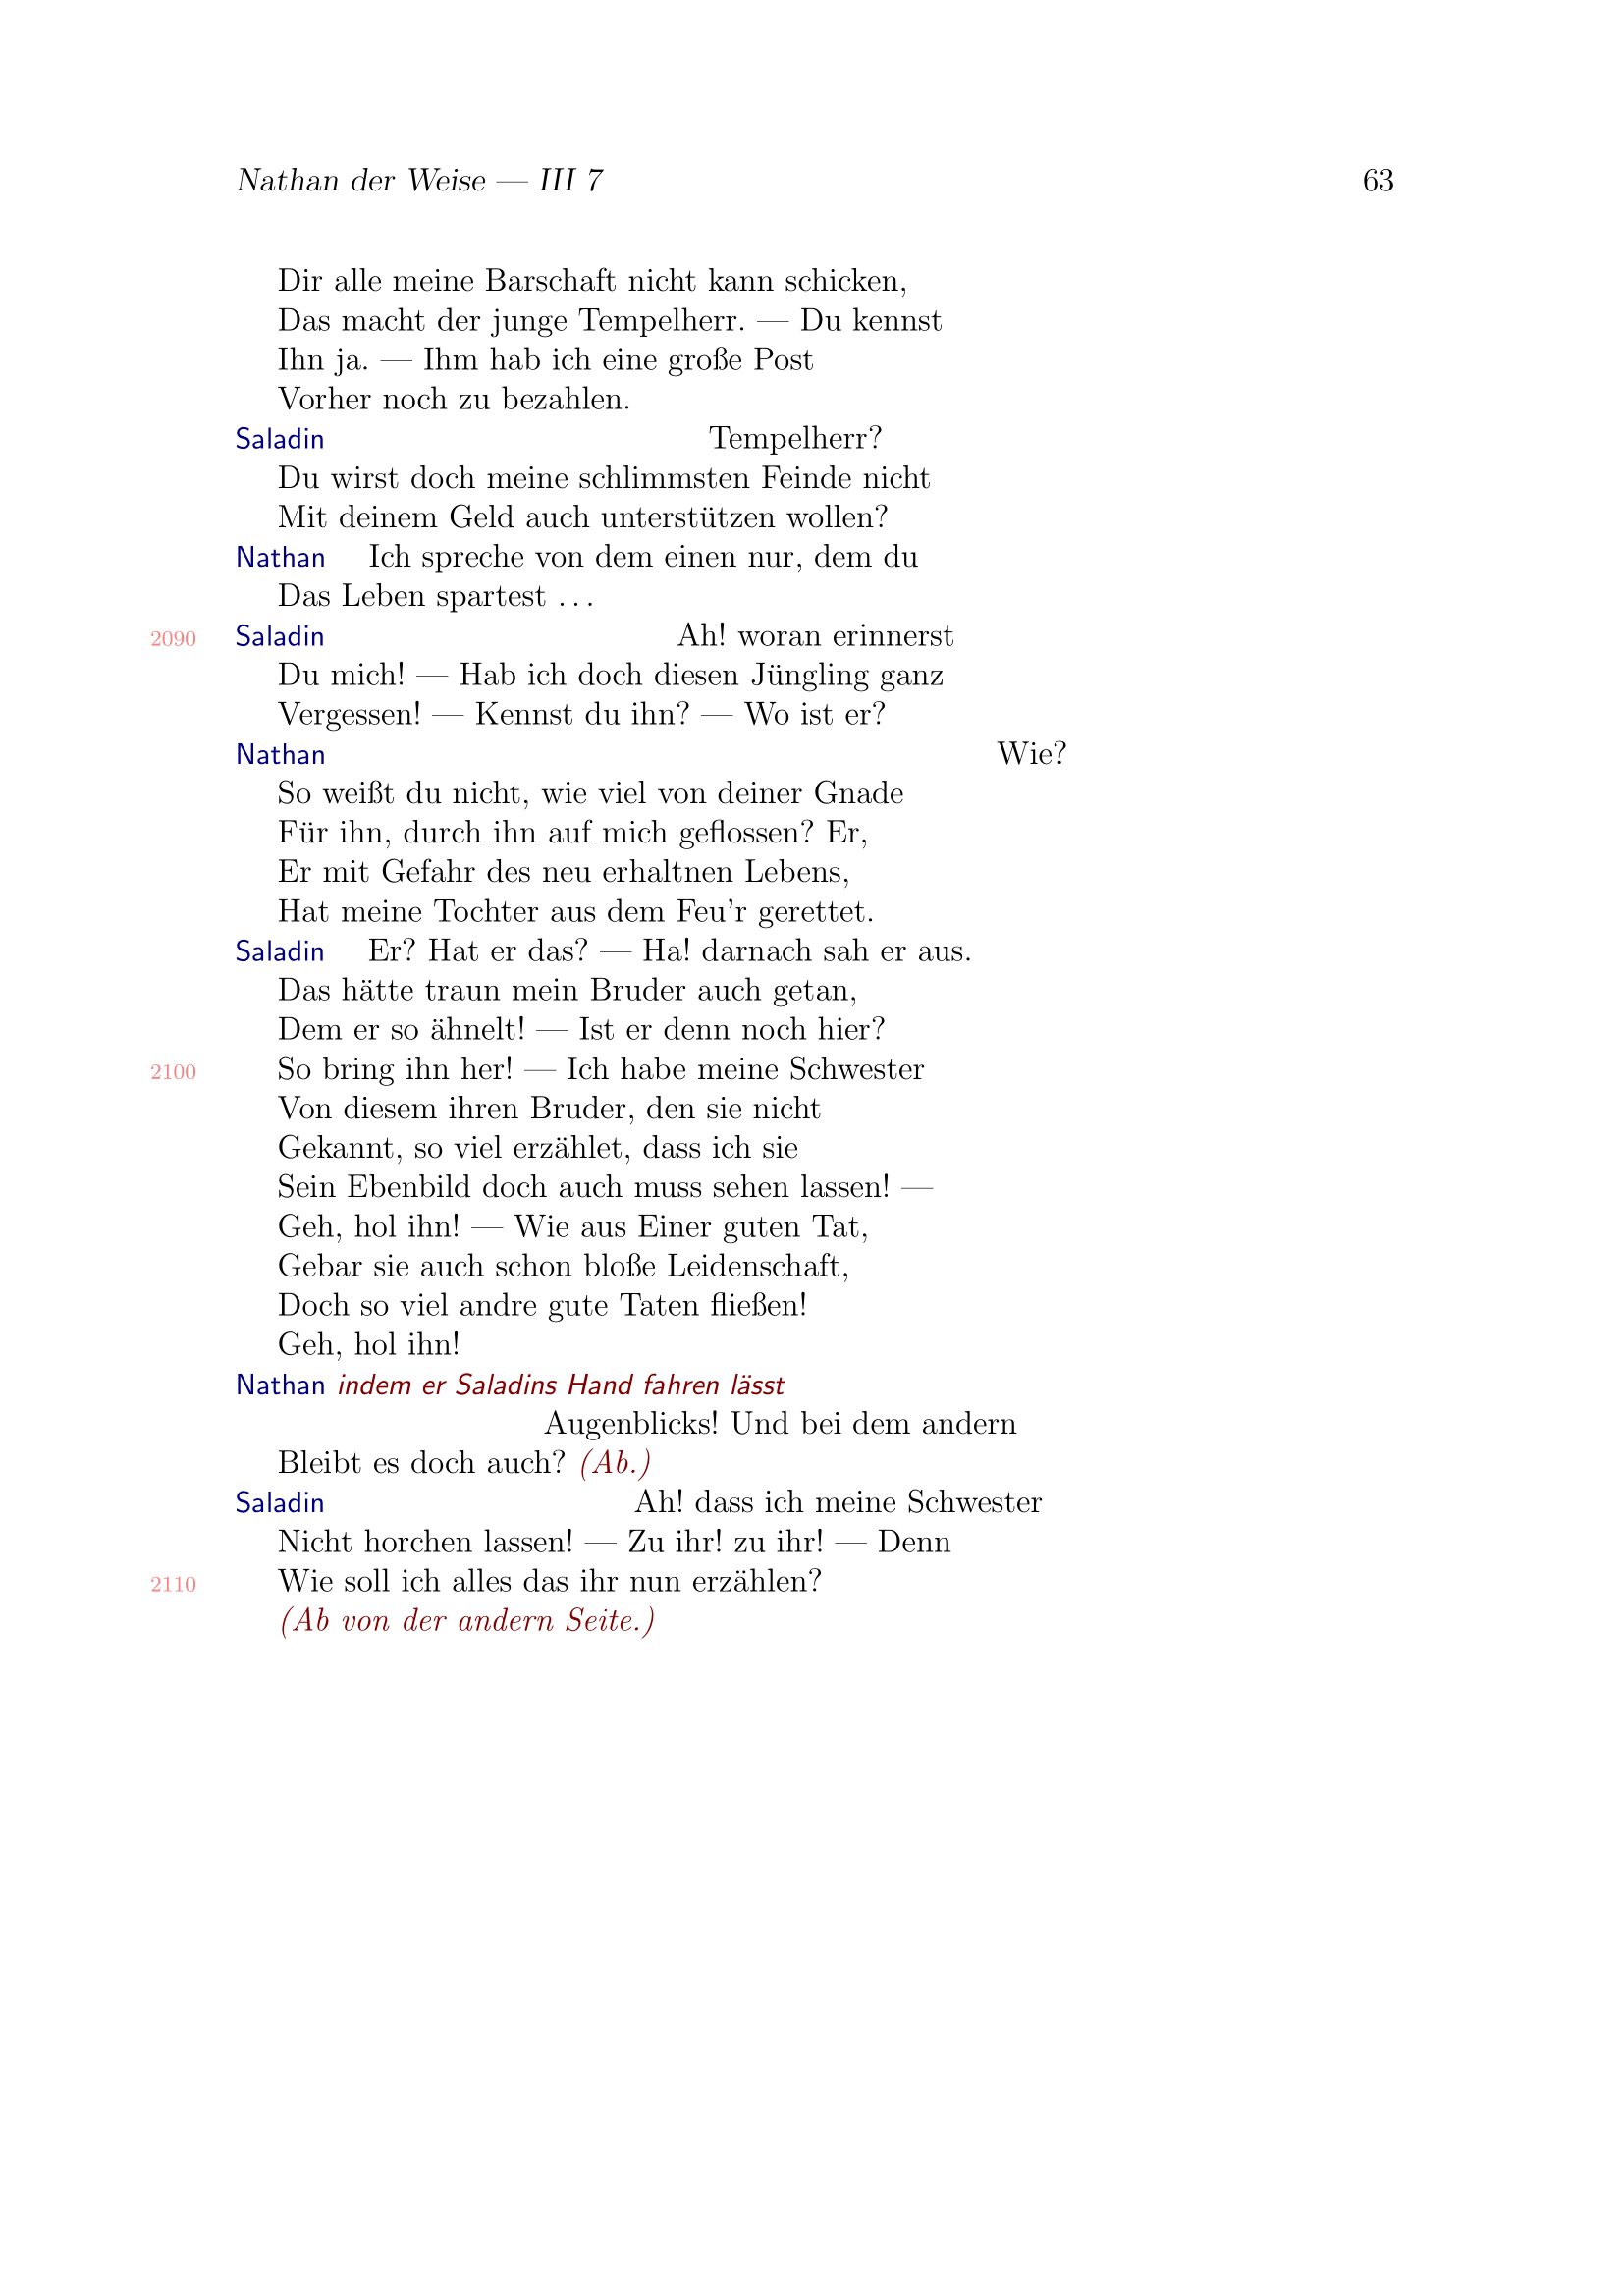 Nathan der Weise — III 7 63
Dir alle meine Barschaft nicht kann schicken,
Das macht der junge Tempelherr. — Du kennst
Ihn ja. — Ihm hab ich eine große Post
Vorher noch zu bezahlen.
Saladin Tempelherr?
Du wirst doch meine schlimmsten Feinde nicht
Mit deinem Geld auch unterstützen wollen?
Nathan Ich spreche von dem einen nur, dem du
Das Leben spartest …
2090 Saladin Ah! woran erinnerst
Du mich! — Hab ich doch diesen Jüngling ganz
Vergessen! — Kennst du ihn? — Wo ist er?
Nathan Wie?
So weißt du nicht, wie viel von deiner Gnade
Für ihn, durch ihn auf mich geflossen? Er,
Er mit Gefahr des neu erhaltnen Lebens,
Hat meine Tochter aus dem Feu'r gerettet.
Saladin Er? Hat er das? — Ha! darnach sah er aus.
Das hätte traun mein Bruder auch getan,
Dem er so ähnelt! — Ist er denn noch hier?
2100 So bring ihn her! — Ich habe meine Schwester
Von diesem ihren Bruder, den sie nicht
Gekannt, so viel erzählet, dass ich sie
Sein Ebenbild doch auch muss sehen lassen! —
Geh, hol ihn! — Wie aus Einer guten Tat,
Gebar sie auch schon bloße Leidenschaft,
Doch so viel andre gute Taten fließen!
Geh, hol ihn!
Nathan indem er Saladins Hand fahren lässt
Augenblicks! Und bei dem andern
Bleibt es doch auch? (Ab.)
Saladin Ah! dass ich meine Schwester
Nicht horchen lassen! — Zu ihr! zu ihr! — Denn
2110 Wie soll ich alles das ihr nun erzählen?
(Ab von der andern Seite.)